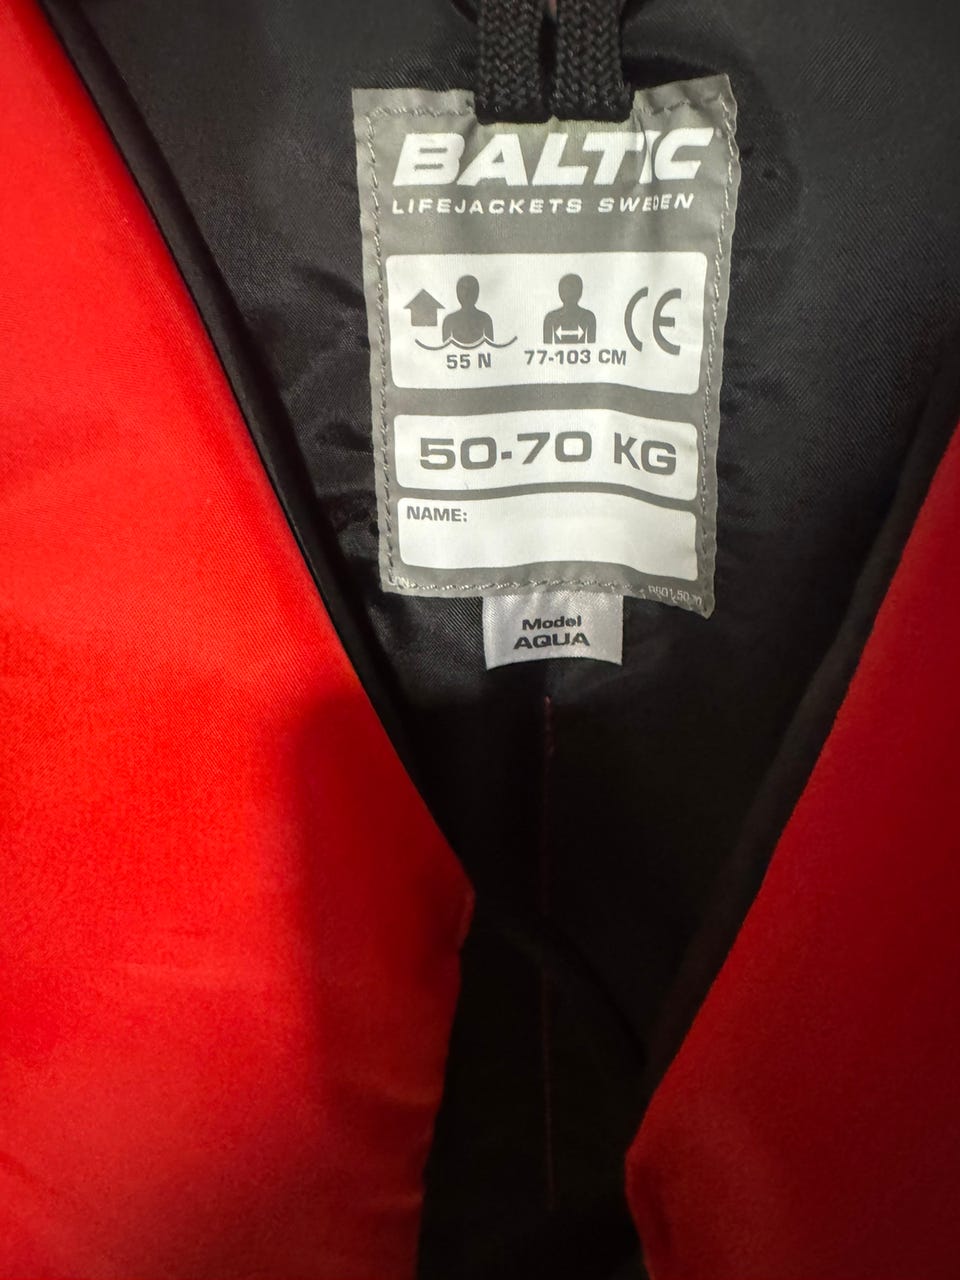 BALTIC
LIFEJACKETS SWEDEN
55 N
77-103 CM
CE
50-70 KG
NAME:
Model
AQUA